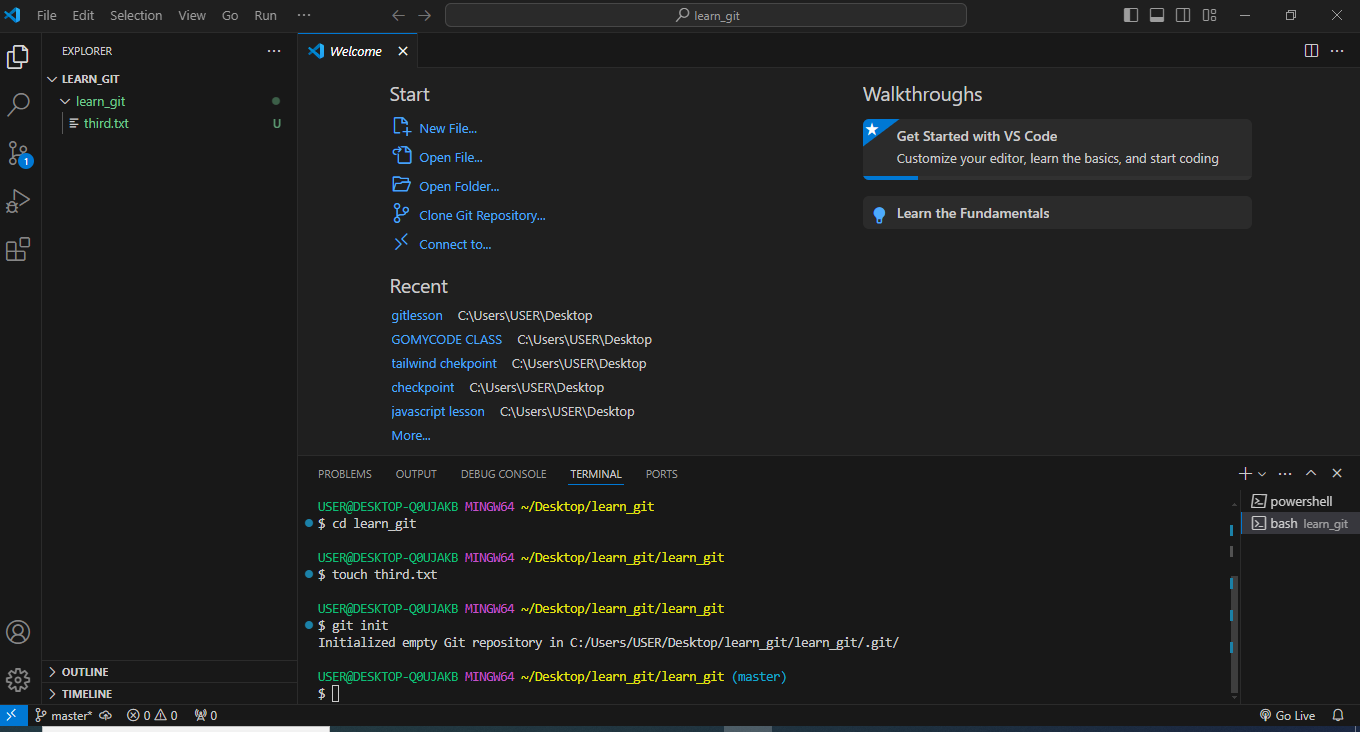 File Edit Selection View Go Run ··· learn_git
EXPLORER ···
LEARN_GIT
learn_git
third.txt U
1
Welcome
Start
New File...
Open File...
Open Folder...
Clone Git Repository...
Connect to...
Recent
gitlesson C:\Users\USER\Desktop
GOMYCODE CLASS C:\Users\USER\Desktop
tailwind chekpoint C:\Users\USER\Desktop
checkpoint C:\Users\USER\Desktop
javascript lesson C:\Users\USER\Desktop
More...
Walkthroughs
Get Started with VS Code
Customize your editor, learn the basics, and start coding
Learn the Fundamentals
PROBLEMS OUTPUT DEBUG CONSOLE TERMINAL PORTS
USER@DESKTOP-Q0UJAKB MINGW64 ~/Desktop/learn_git
$ cd learn_git
USER@DESKTOP-Q0UJAKB MINGW64 ~/Desktop/learn_git/learn_git
$ touch third.txt
USER@DESKTOP-Q0UJAKB MINGW64 ~/Desktop/learn_git/learn_git
$ git init
Initialized empty Git repository in C:/Users/USER/Desktop/learn_git/learn_git/.git/
USER@DESKTOP-Q0UJAKB MINGW64 ~/Desktop/learn_git/learn_git (master)
$
powershell
bash learn_git
OUTLINE
TIMELINE
master* 0 0 0 Go Live